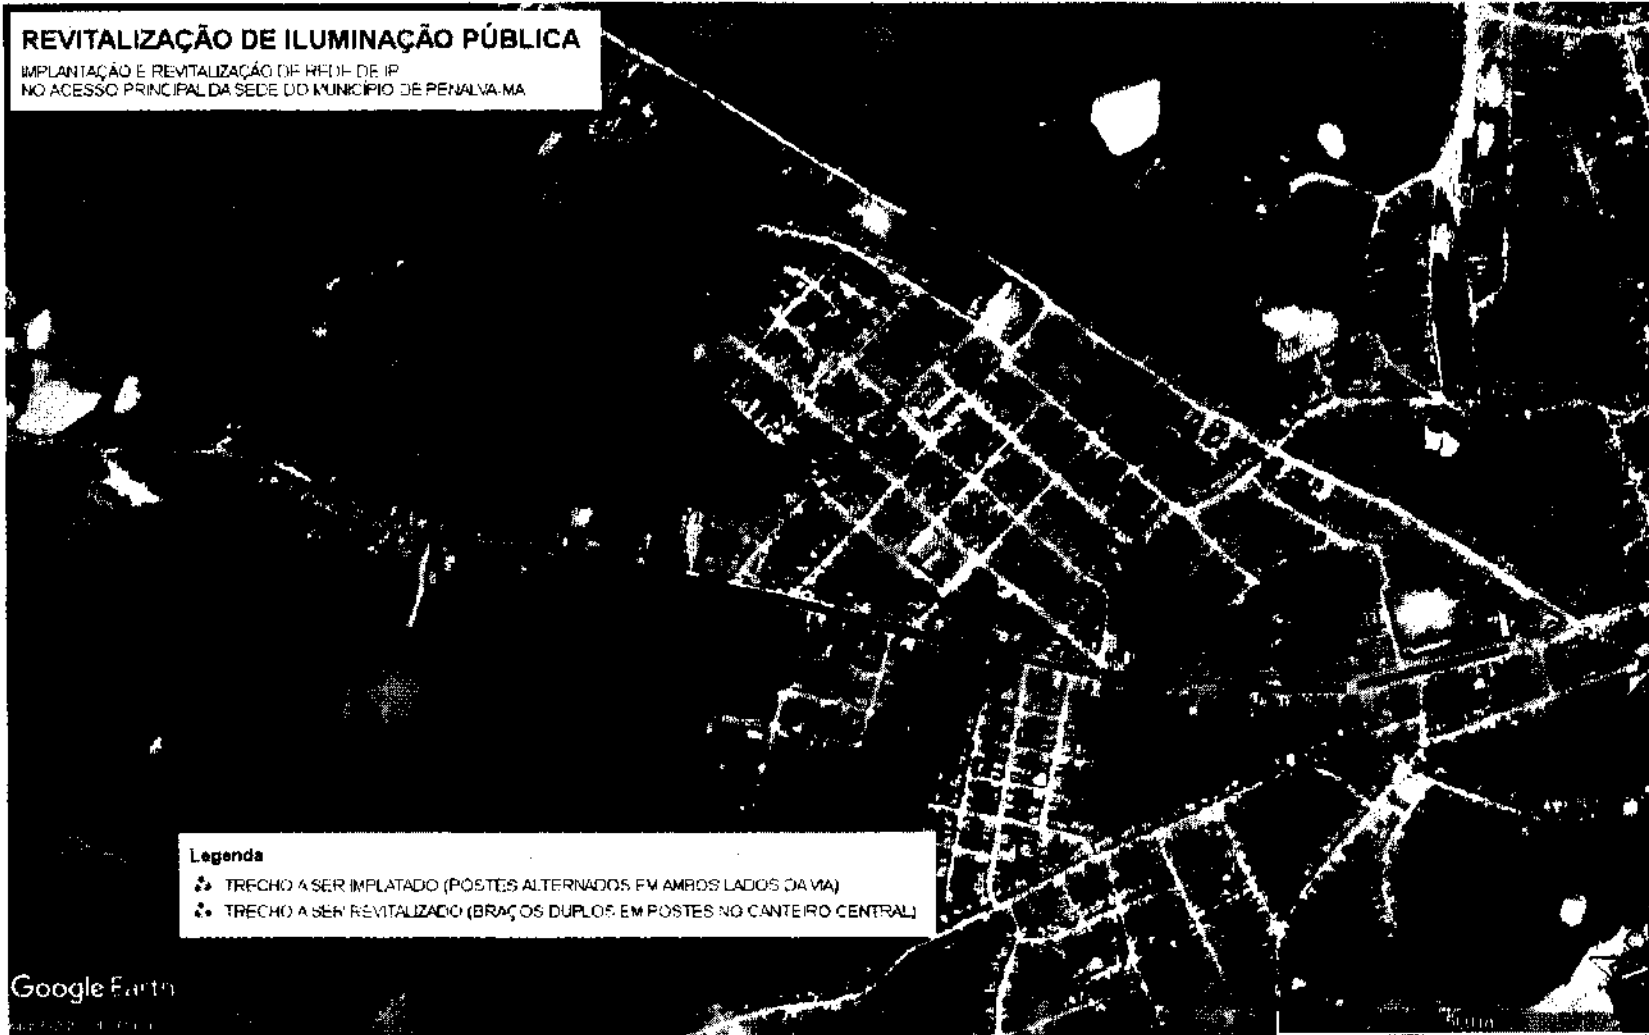 REVITALIZAÇÃO DE ILUMINAÇÃO PÚBLICA
IMPLANTAÇÃO E REVITALIZAÇÃO DE REDE DE IP
NO ACESSO PRINCIPAL DA SEDE DO MUNICÍPIO DE PENALVA-MA
Legenda
TRECHO A SER IMPLATADO (POSTES ALTERNADOS EM AMBOS LADOS DA VIA)
TRECHO A SER REVITALIZADO (BRAÇOS DUPLOS EM POSTES NO CANTEIRO CENTRAL)
Google Earth